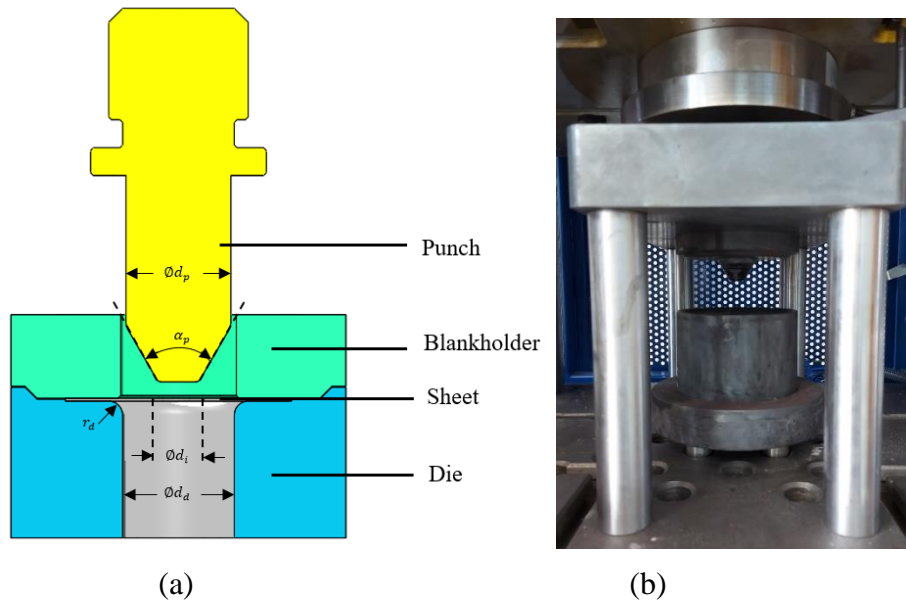 Punch
Ød_p
α_p
Blankholder
Sheet
r_d
Ød_i
Die
Ød_d
(a)
(b)